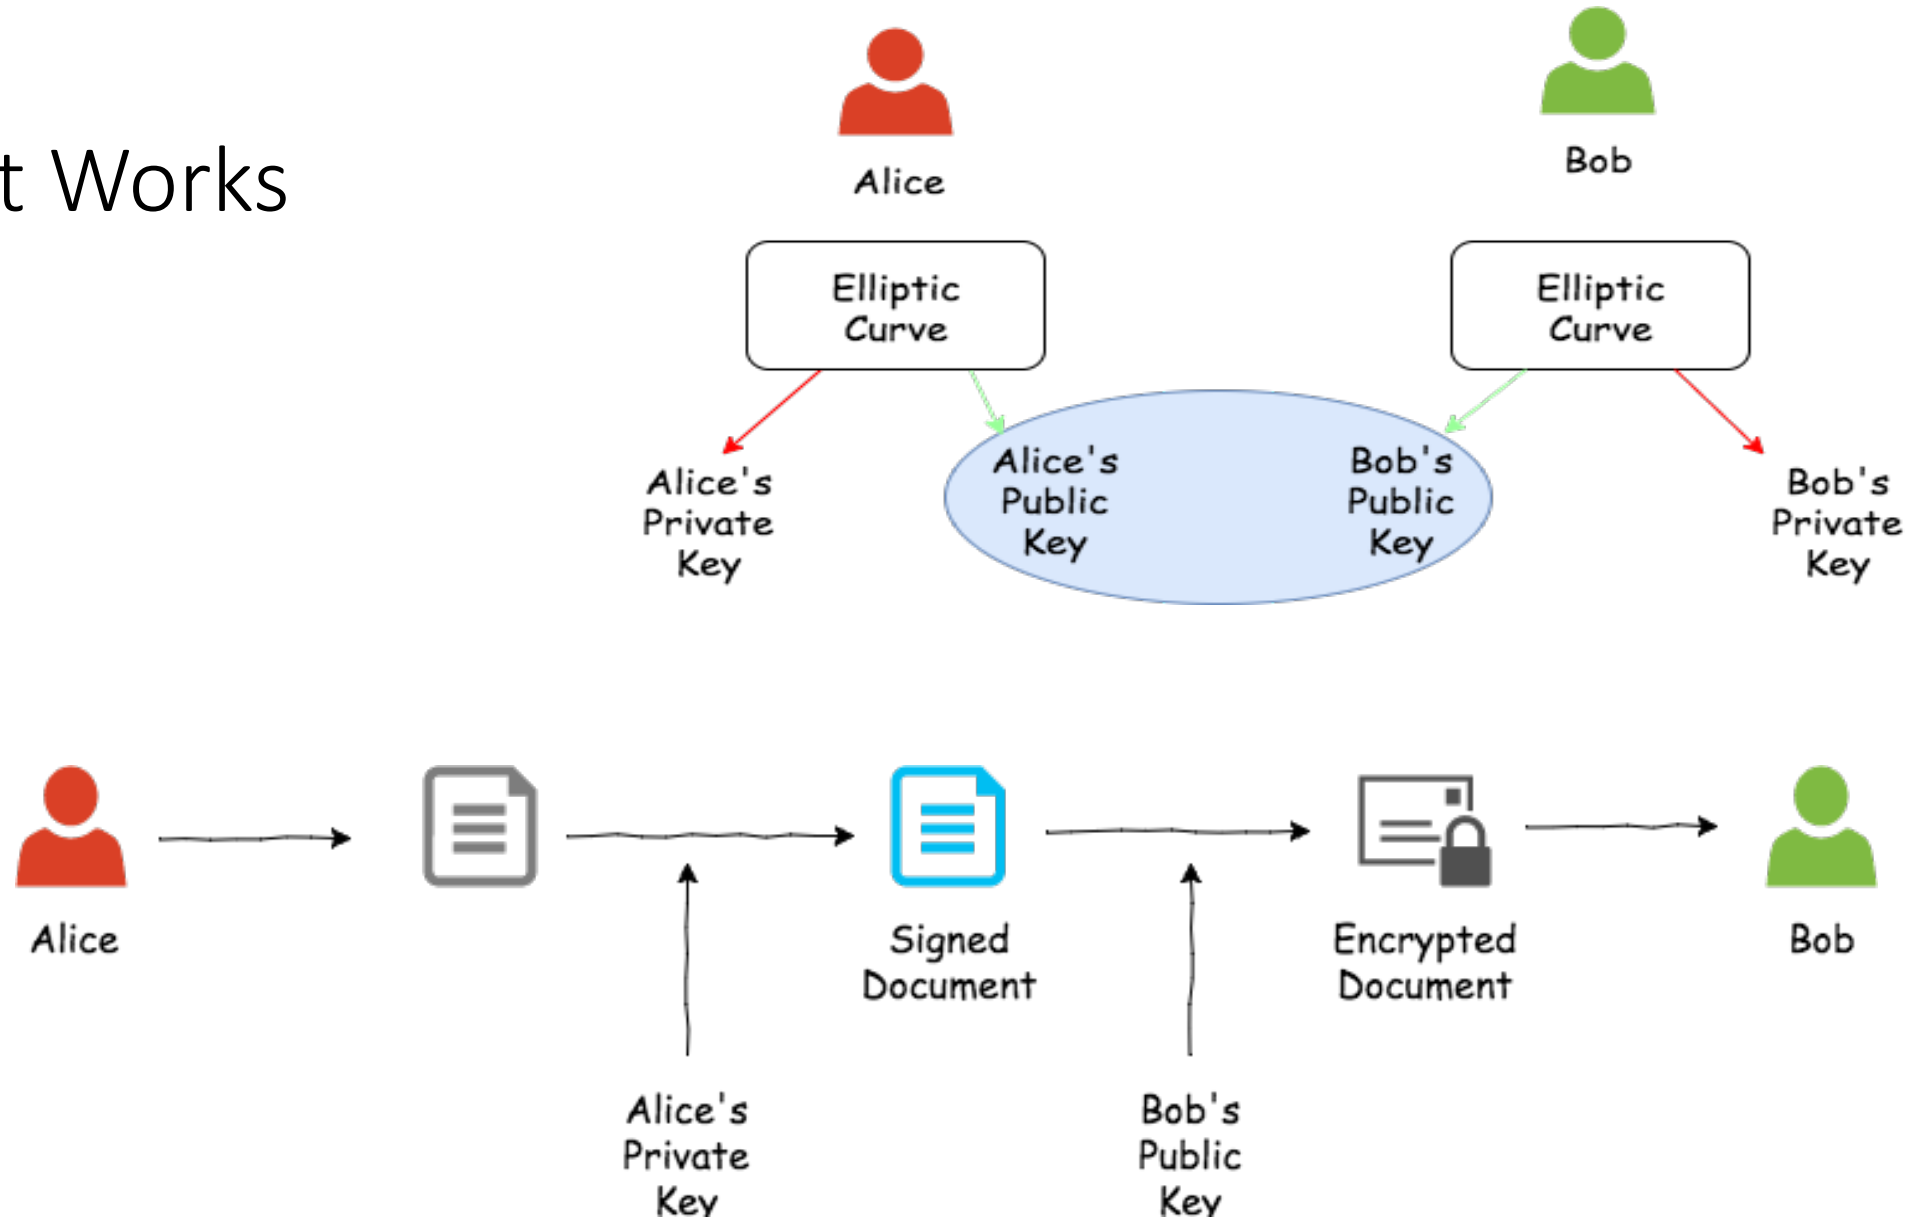 t Works
Alice
Bob
Elliptic
Curve
Elliptic
Curve
Alice's
Private
Key
Alice's
Public
Key
Bob's
Public
Key
Bob's
Private
Key
Alice
Signed
Document
Encrypted
Document
Bob
Alice's
Private
Key
Bob's
Public
Key